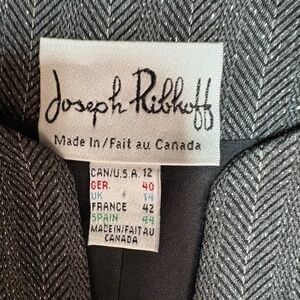 Joseph Ribkoff
Made In/Fait au Canada
CAN/U.S.A. 12
GER. 40
UK 14
FRANCE 42
SPAIN 44
MADE IN/FAIT AU
CANADA